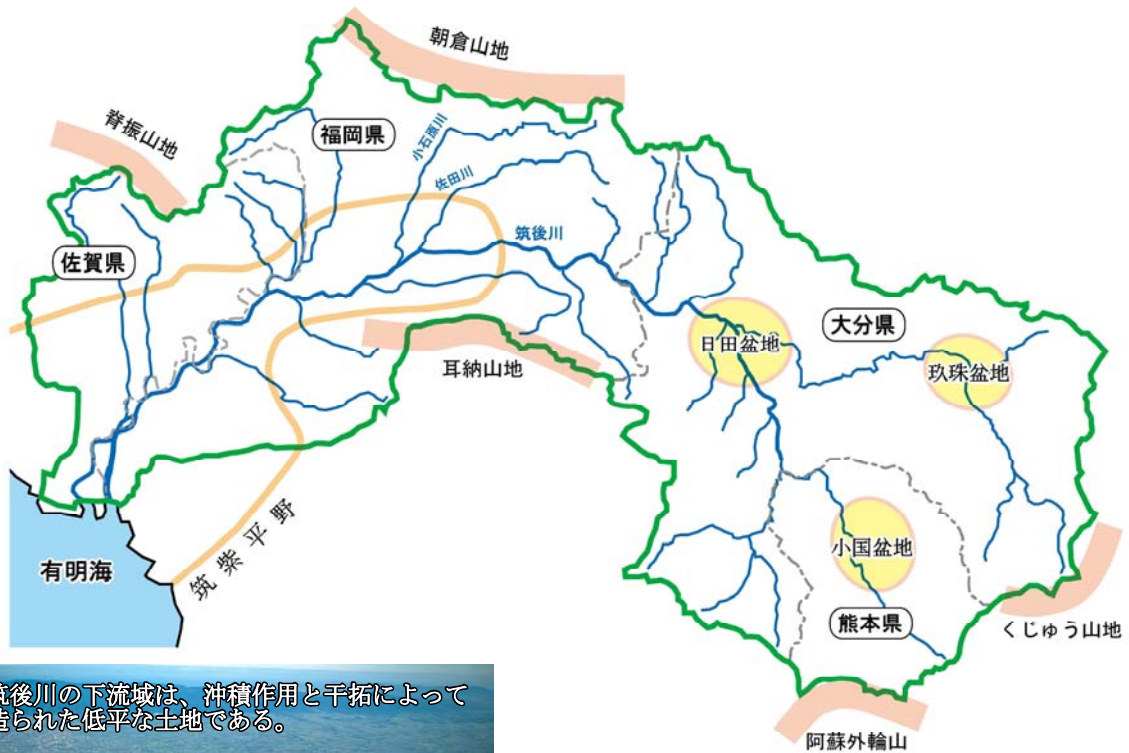 朝倉山地
脊振山地
福岡県
小石原川
佐田川
筑後川
佐賀県
大分県
日田盆地
玖珠盆地
耳納山地
筑紫平野
小国盆地
有明海
熊本県
くじゅう山地
阿蘇外輪山
筑後川の下流域は、沖積作用と干拓によって
造られた低平な土地である。